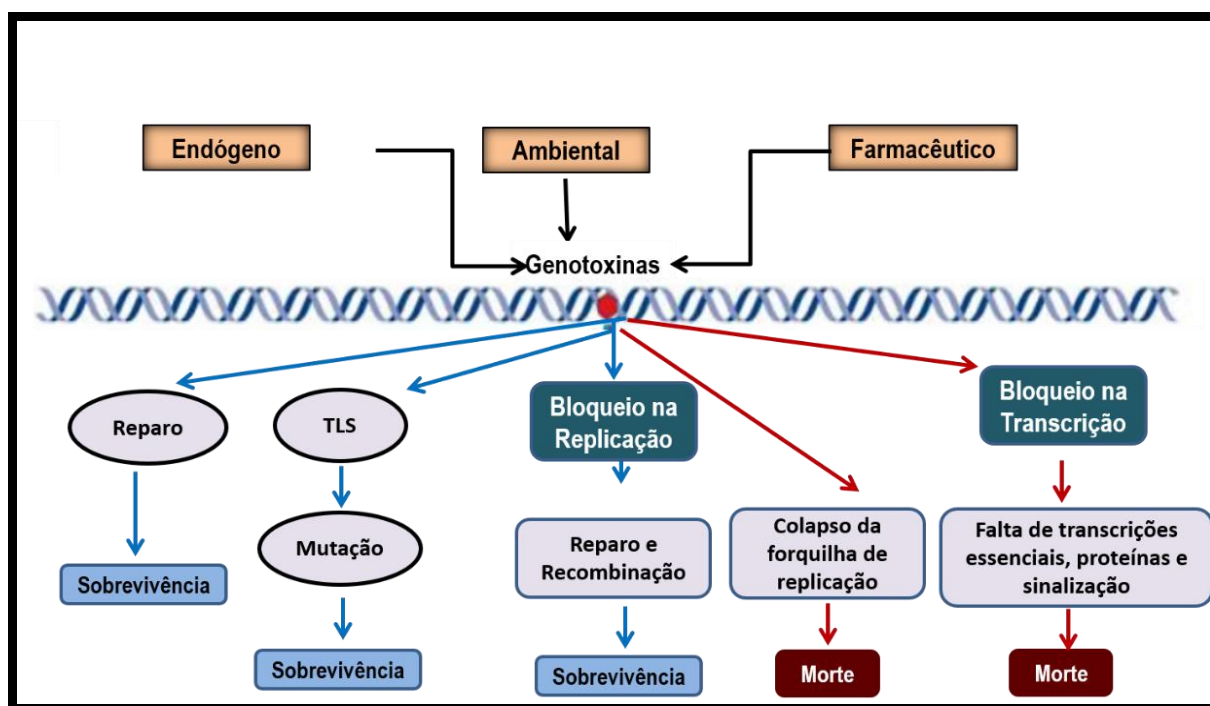 Endógeno
Ambiental
Farmacêutico
Genotoxinas
Reparo
TLS
Bloqueio na
Replicação
Bloqueio na
Transcrição
Mutação
Reparo e
Recombinação
Colapso da
forquilha de
replicação
Falta de transcrições
essenciais, proteínas e
sinalização
Sobrevivência
Sobrevivência
Sobrevivência
Morte
Morte